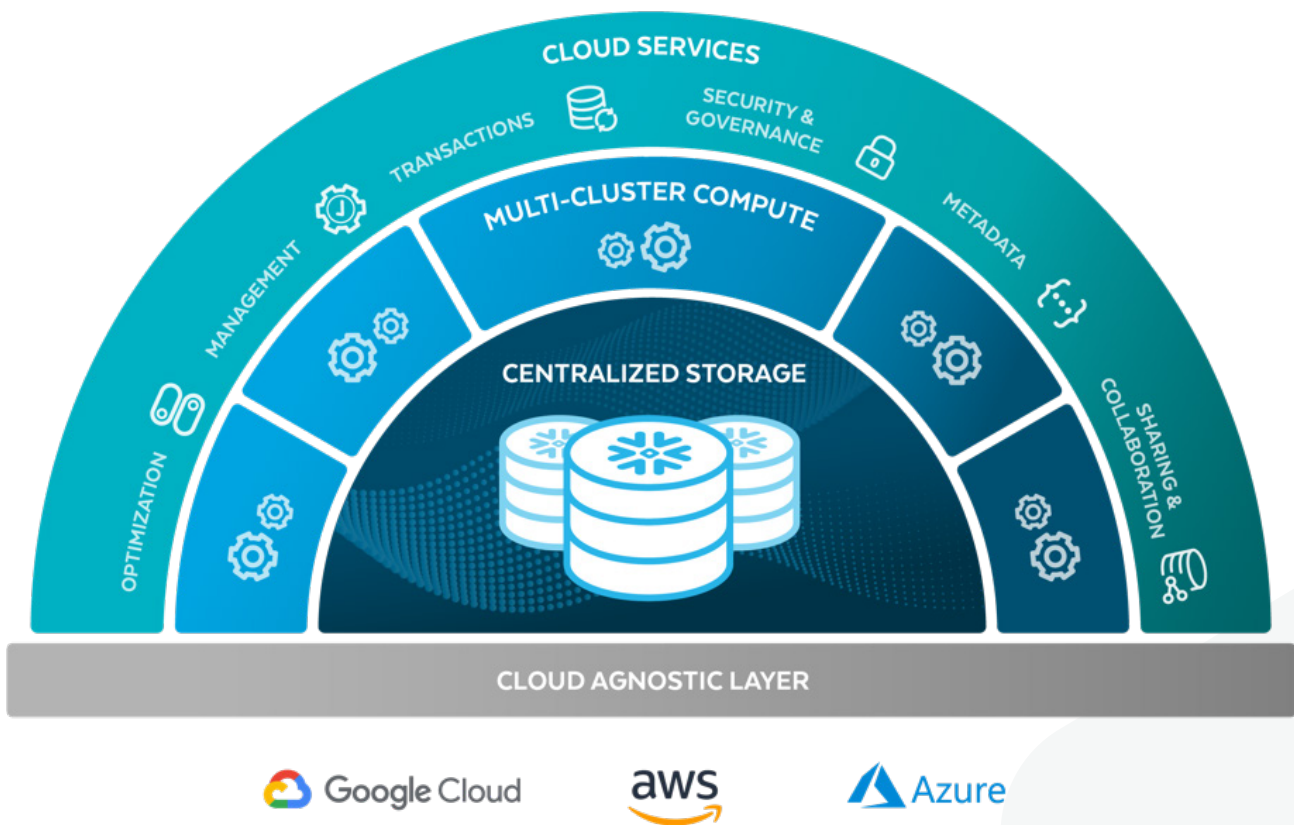 CLOUD SERVICES
OPTIMIZATION
MANAGEMENT
TRANSACTIONS
SECURITY &
GOVERNANCE
METADATA
SHARING &
COLLABORATION
MULTI-CLUSTER COMPUTE
CENTRALIZED STORAGE
CLOUD AGNOSTIC LAYER
Google Cloud
aws
Azure